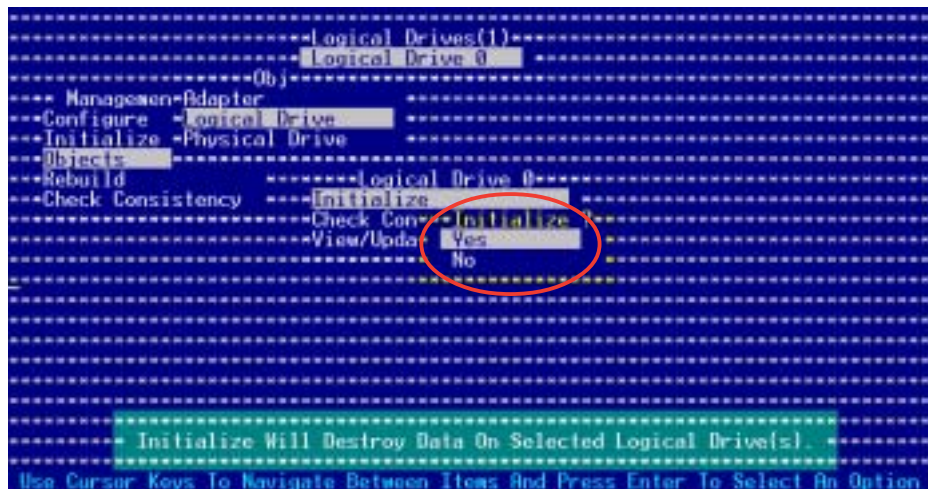 Logical Drives(1)
Logical Drive 0
Obj
Managemen Adapter
Configure Logical Drive
Initialize Physical Drive
Objects
Rebuild Logical Drive 0
Check Consistency Initialize
Check Con Initialize ?
View/Upda Yes
No
Initialize Will Destroy Data On Selected Logical Drive(s).
Use Cursor Keys To Navigate Between Items And Press Enter To Select An Option